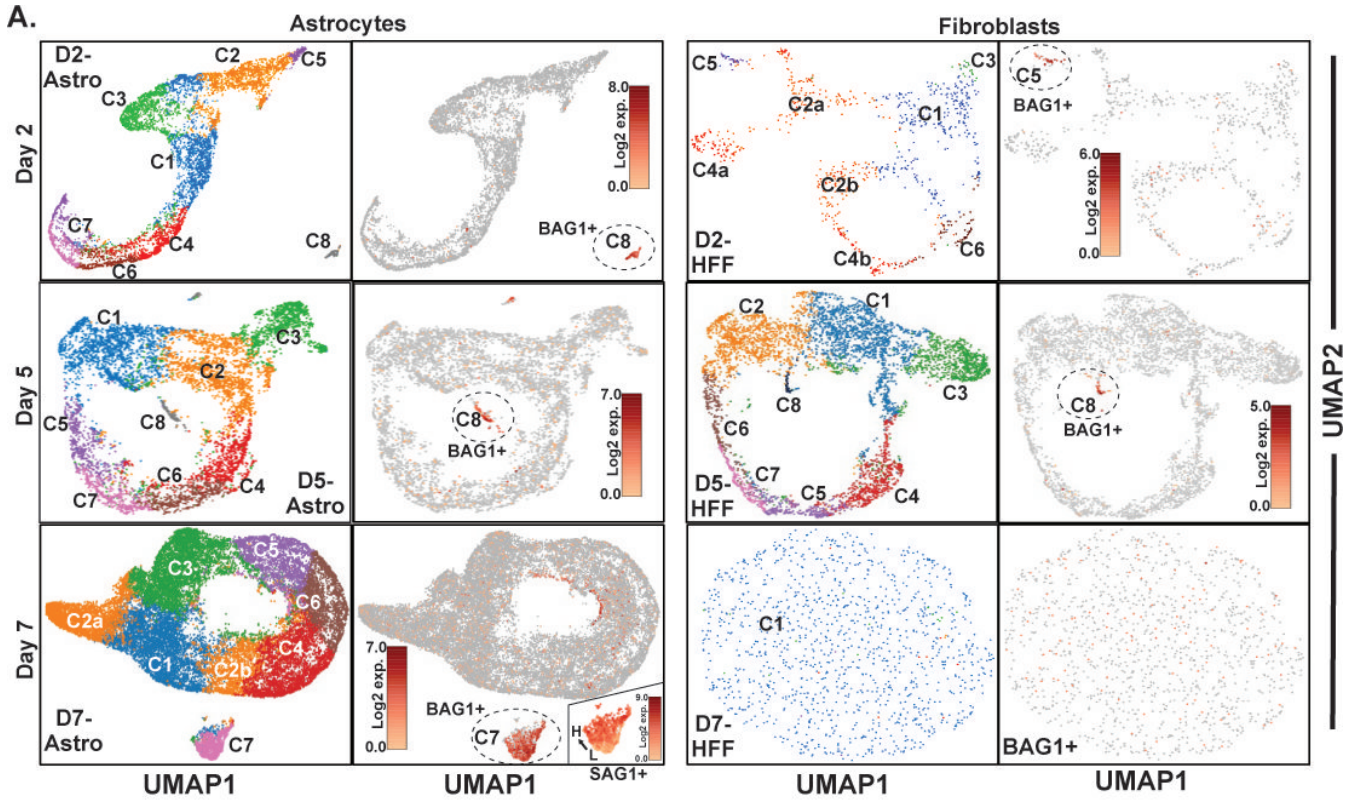 A.
Astrocytes
Fibroblasts
Day 2
D2-
Astro
C2
C5
C3
C1
C7
C4
C6
C8
8.0
Log2 exp.
0.0
BAG1+
C8
C5
C2a
C3
C1
C4a
C2b
D2-
HFF
C4b
C6
C5
BAG1+
6.0
Log2 exp.
0.0
Day 5
C1
C3
C2
C5
C8
C6
C7
C4
D5-
Astro
7.0
Log2 exp.
0.0
C8
BAG1+
C2
C1
C3
C8
C6
C7
C5
C4
D5-
HFF
C8
BAG1+
5.0
Log2 exp.
0.0
Day 7
C3
C5
C2a
C6
C4
C1
C2b
D7-
Astro
C7
7.0
Log2 exp.
0.0
BAG1+
C7
9.0
Log2 exp.
0.0
H
L
SAG1+
C1
D7-
HFF
BAG1+
UMAP2
UMAP1
UMAP1
UMAP1
UMAP1